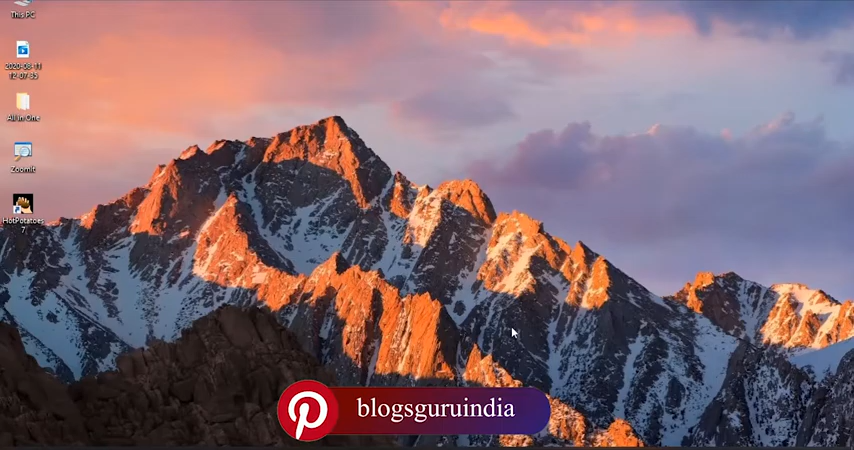 This PC
2020-08-11
12-07-35
All in One
ZoomIt
HotPotatoes
7
blogsguruindia